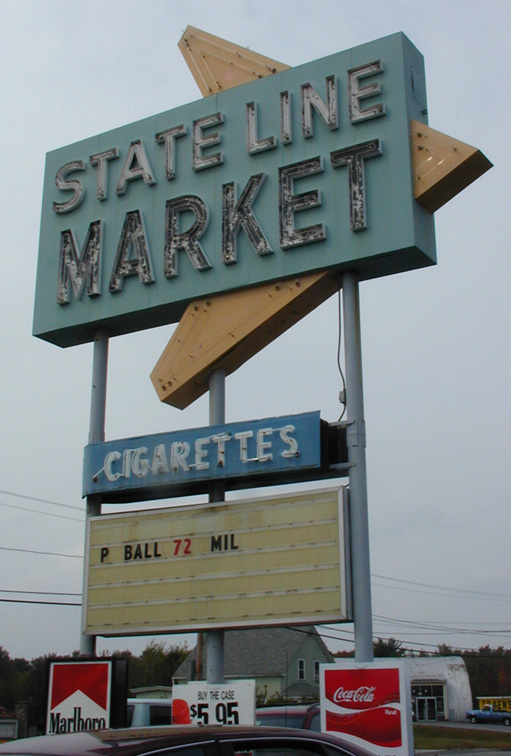 STATE LINE
MARKET
CIGARETTES
P BALL 72 MIL
Marlboro
BUY THE CASE
$5.95
Coca-Cola